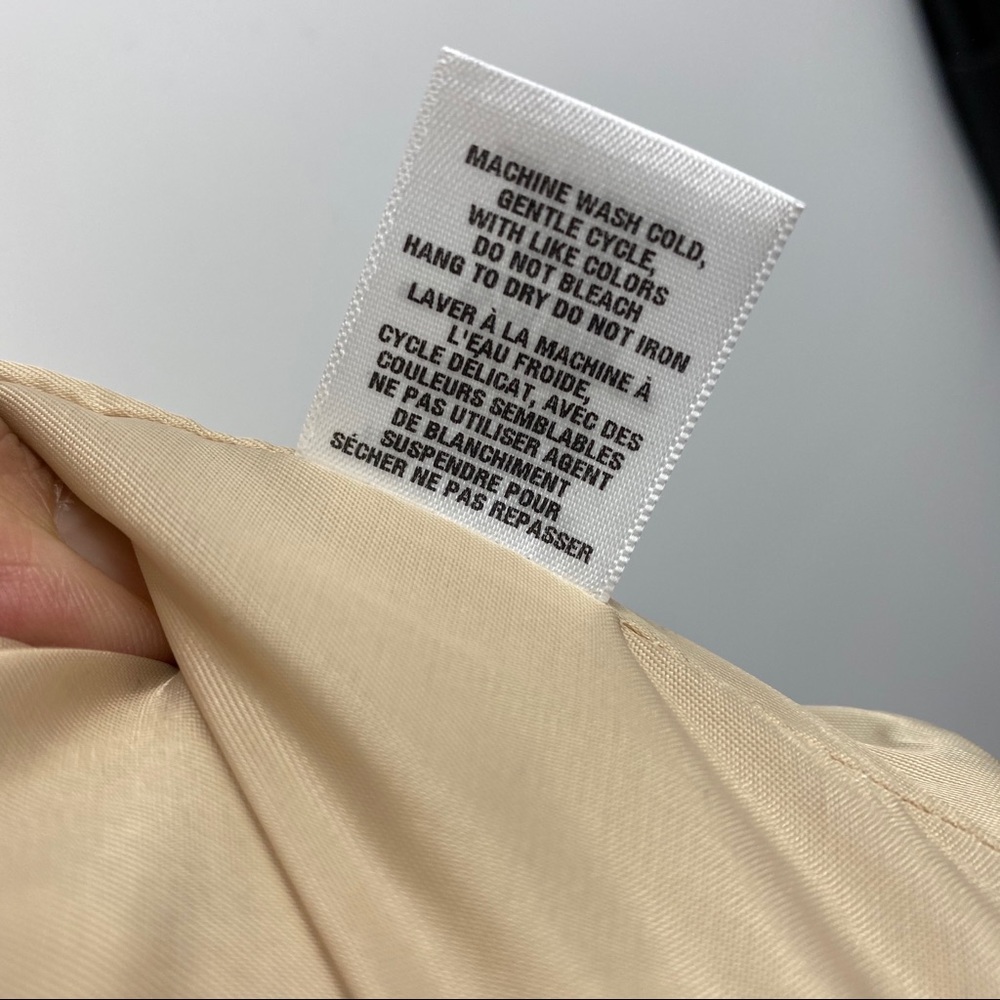 MACHINE WASH COLD,
GENTLE CYCLE,
WITH LIKE COLORS
DO NOT BLEACH
HANG TO DRY DO NOT IRON
LAVER À LA MACHINE À
L'EAU FROIDE,
CYCLE DÉLICAT, AVEC DES
COULEURS SEMBLABLES
NE PAS UTILISER AGENT
DE BLANCHIMENT
SUSPENDRE POUR
SÉCHER NE PAS REPASSER